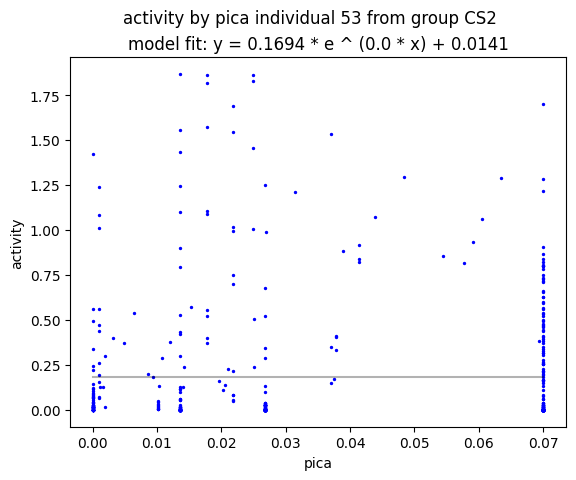 activity by pica individual 53 from group CS2
model fit: y = 0.1694 * e ^ (0.0 * x) + 0.0141
1.75
1.50
1.25
1.00
0.75
0.50
0.25
0.00
activity
0.00 0.01 0.02 0.03 0.04 0.05 0.06 0.07
pica